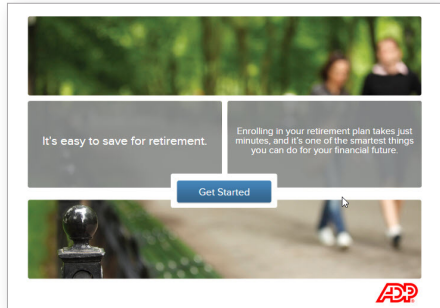 It's easy to save for retirement.
Enrolling in your retirement plan takes just
minutes, and it's one of the smartest things
you can do for your financial future.
Get Started
ADP